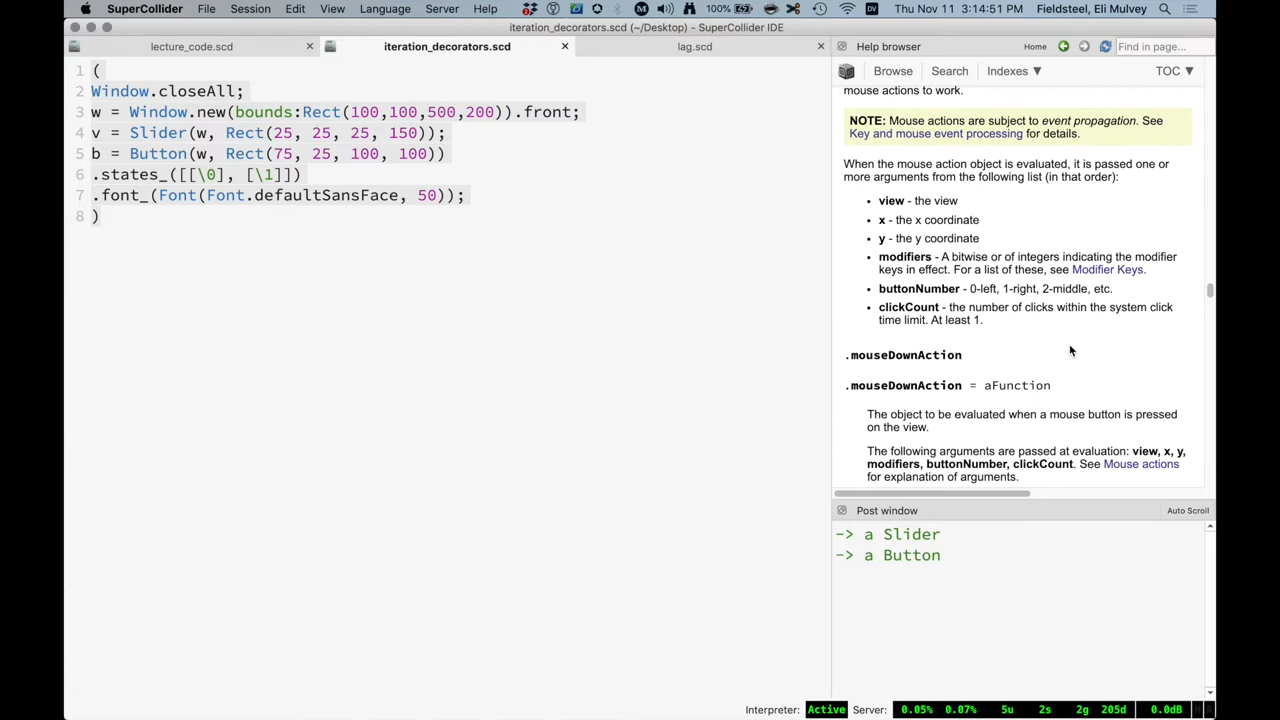 SuperCollider File Session Edit View Language Server Help 100% DV Thu Nov 11 3:14:51 PM Fieldsteel, Eli Mulvey
iteration_decorators.scd (~/Desktop) - SuperCollider IDE
lecture_code.scd × iteration_decorators.scd × lag.scd ×
Help browser Home Find in page...
Browse Search Indexes ▼ TOC ▼
1 (
2 Window.closeAll;
3 w = Window.new(bounds:Rect(100,100,500,200)).front;
4 v = Slider(w, Rect(25, 25, 25, 150));
5 b = Button(w, Rect(75, 25, 100, 100))
6 .states_([[\0], [\1]])
7 .font_(Font(Font.defaultSansFace, 50));
8 )
mouse actions to work.
NOTE: Mouse actions are subject to event propagation. See
Key and mouse event processing for details.
When the mouse action object is evaluated, it is passed one or
more arguments from the following list (in that order):
• view - the view
• x - the x coordinate
• y - the y coordinate
• modifiers - A bitwise or of integers indicating the modifier
keys in effect. For a list of these, see Modifier Keys.
• buttonNumber - 0-left, 1-right, 2-middle, etc.
• clickCount - the number of clicks within the system click
time limit. At least 1.
.mouseDownAction
.mouseDownAction = aFunction
The object to be evaluated when a mouse button is pressed
on the view.
The following arguments are passed at evaluation: view, x, y,
modifiers, buttonNumber, clickCount. See Mouse actions
for explanation of arguments.
Post window Auto Scroll
-> a Slider
-> a Button
Interpreter: Active Server: 0.05% 0.07% 5u 2s 2g 205d 0.0dB